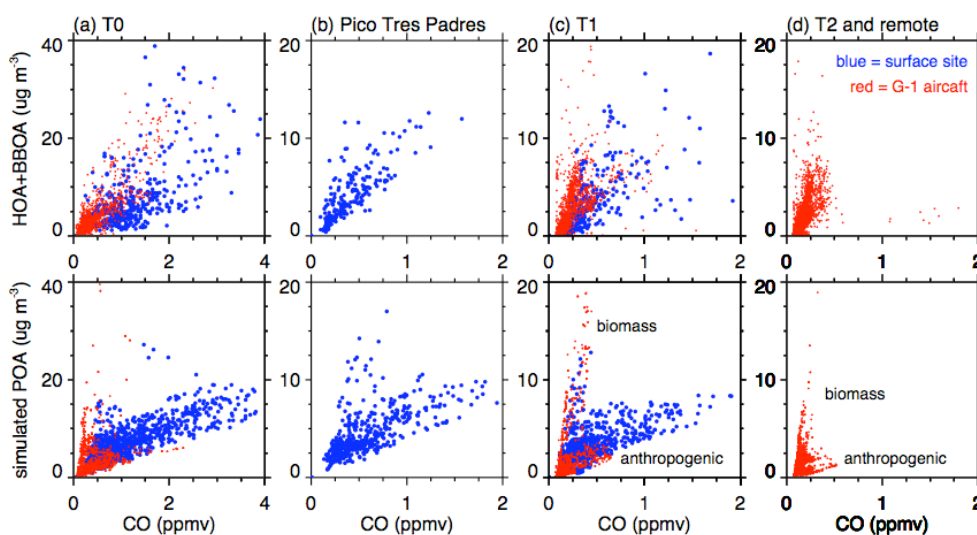 (a) T0
(b) Pico Tres Padres
(c) T1
(d) T2 and remote
HOA+BBOA (ug m-3)
40
20
0
20
10
0
20
10
0
20
10
0
blue = surface site
red = G-1 aircaft
0 2 4
0 1 2
0 1 2
0 1 2
simulated POA (ug m-3)
40
20
0
20
10
0
20
10
0
20
10
0
biomass
anthropogenic
biomass
anthropogenic
0 2 4
0 1 2
0 1 2
0 1 2
CO (ppmv)
CO (ppmv)
CO (ppmv)
CO (ppmv)